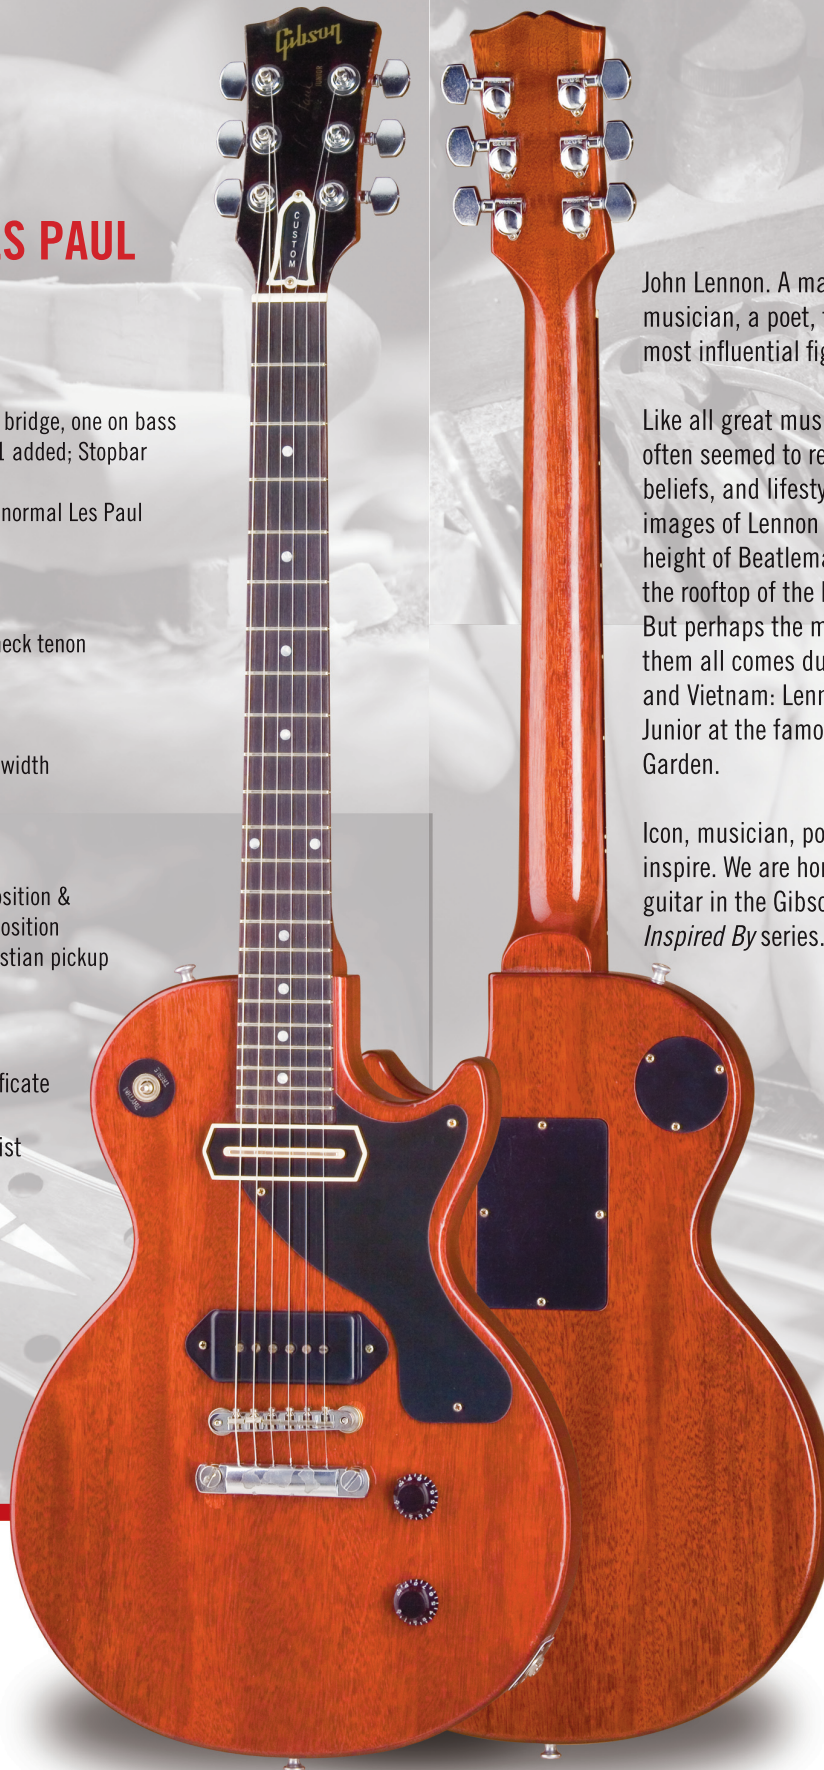 Gibson
JUNIOR
CUSTOM
ES PAUL
bridge, one on bass
1 added; Stopbar
normal Les Paul
eck tenon
width
sition &
osition
stian pickup
ficate
ist
John Lennon. A ma
musician, a poet,
most influential fig
Like all great mus
often seemed to re
beliefs, and lifesty
images of Lennon
height of Beatlema
the rooftop of the
But perhaps the m
them all comes du
and Vietnam: Lenn
Junior at the famo
Garden.
Icon, musician, po
inspire. We are hon
guitar in the Gibso
Inspired By series.